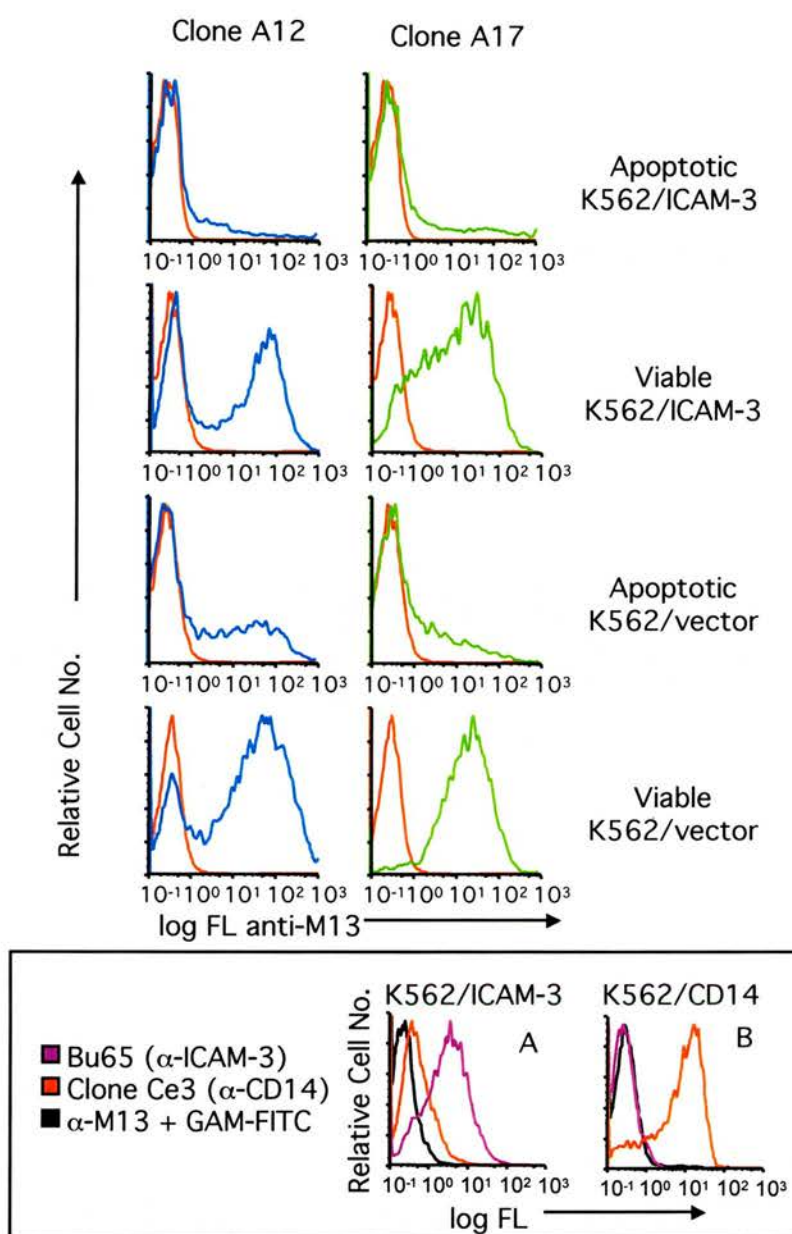 Clone A12 Clone A17
Apoptotic
K562/ICAM-3
10-1 10⁰ 10¹ 10² 10³ 10-1 10⁰ 10¹ 10² 10³
Viable
K562/ICAM-3
10-1 10⁰ 10¹ 10² 10³ 10-1 10⁰ 10¹ 10² 10³
Apoptotic
K562/vector
10-1 10⁰ 10¹ 10² 10³ 10-1 10⁰ 10¹ 10² 10³
Relative Cell No.
Viable
K562/vector
10-1 10⁰ 10¹ 10² 10³ 10-1 10⁰ 10¹ 10² 10³
log FL anti-M13
Bu65 (α-ICAM-3)
Clone Ce3 (α-CD14)
α-M13 + GAM-FITC
Relative Cell No.
K562/ICAM-3 K562/CD14
A B
10-1 10⁰ 10¹ 10² 10³ 10-1 10⁰ 10¹ 10² 10³
log FL